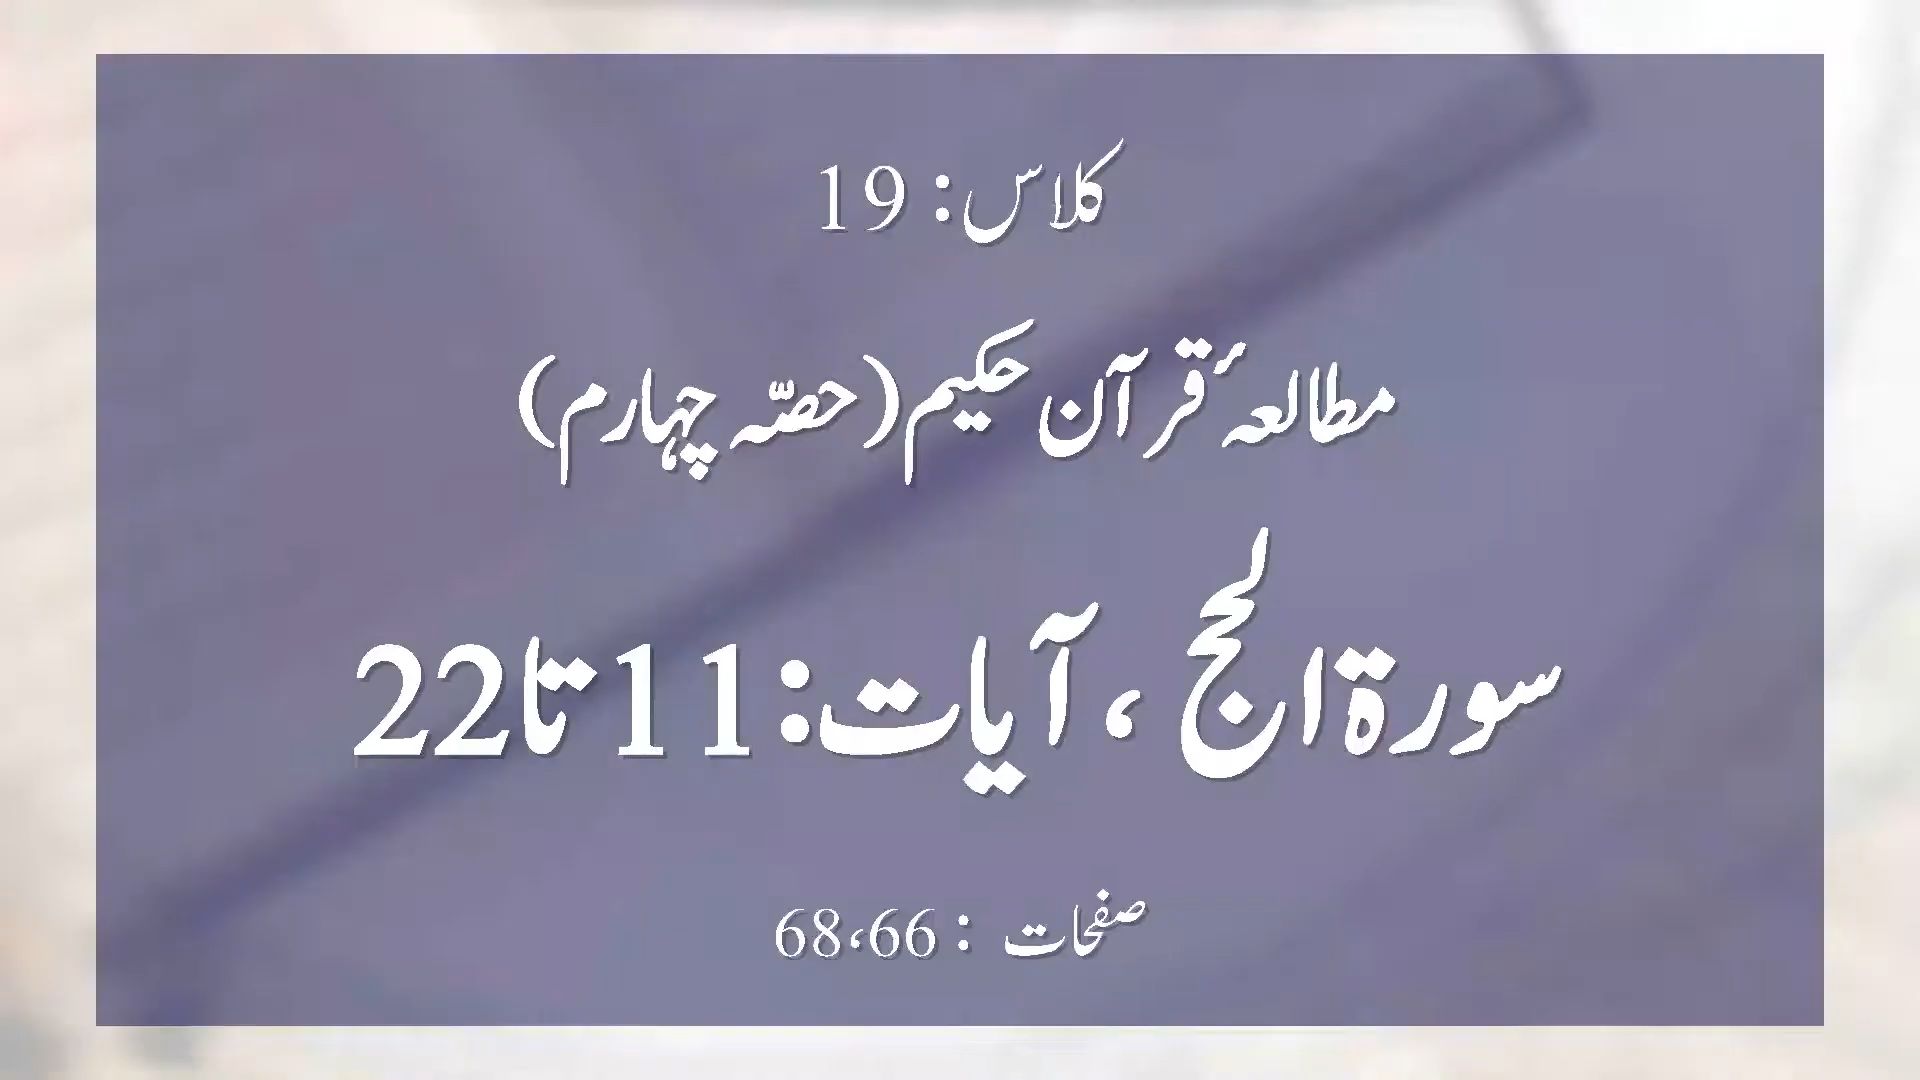 کلاس: 19
مطالعۂ قرآن حکیم (حصّہ چہارم)
سورۃ الحج ، آیات: 11 تا 22
صفحات : 66،68